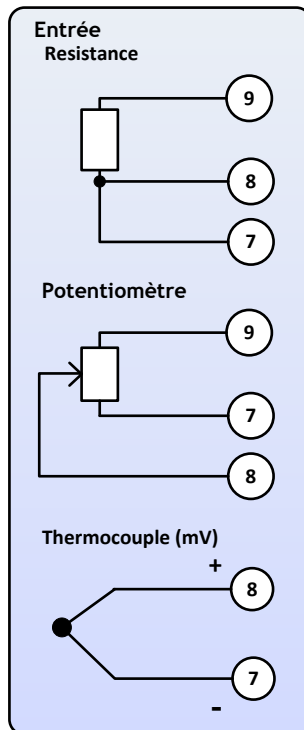 Entrée
Resistance
9
8
7
Potentiomètre
9
7
8
Thermocouple (mV)
+
8
7
-